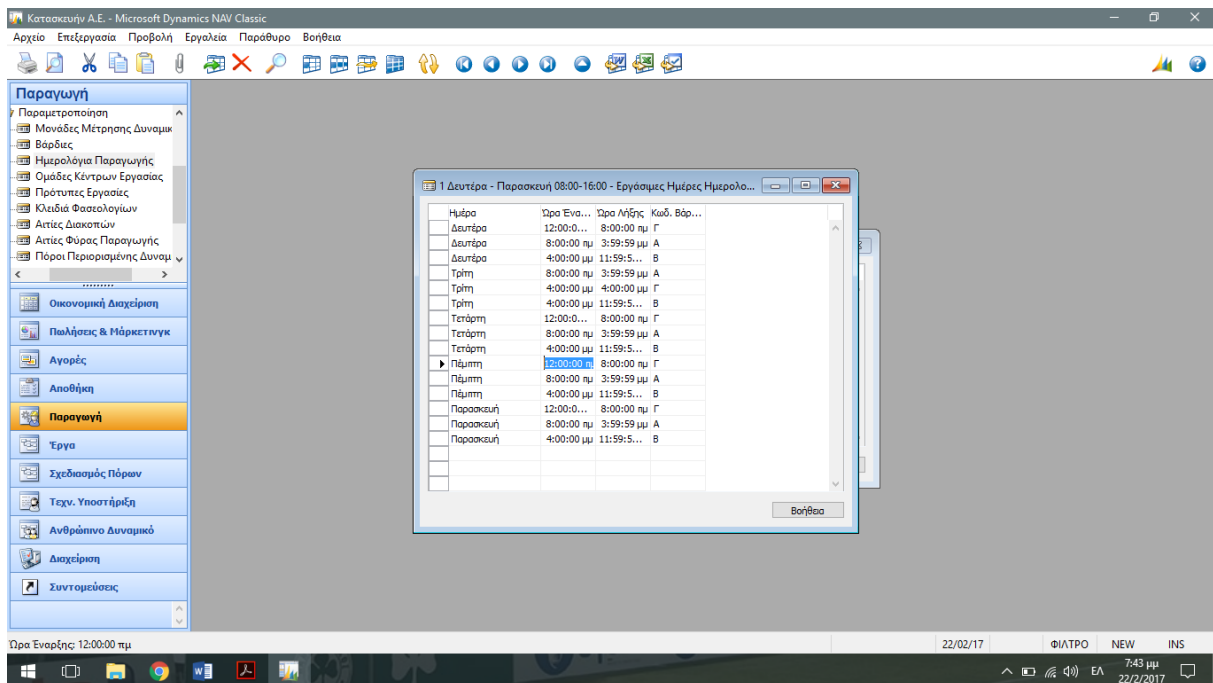 Κατασκευήν Α.Ε. - Microsoft Dynamics NAV Classic
Αρχείο Επεξεργασία Προβολή Εργαλεία Παράθυρο Βοήθεια
Παραγωγή
Παραμετροποίηση
Μονάδες Μέτρησης Δυναμικ
Βάρδιες
Ημερολόγια Παραγωγής
Ομάδες Κέντρων Εργασίας
Πρότυπες Εργασίες
Κλειδιά Φασεολογίων
Αιτίες Διακοπών
Αιτίες Φύρας Παραγωγής
Πόροι Περιορισμένης Δυναμ
Οικονομική Διαχείριση
Πωλήσεις & Μάρκετινγκ
Αγορές
Αποθήκη
Παραγωγή
Έργα
Σχεδιασμός Πόρων
Τεχν. Υποστήριξη
Ανθρώπινο Δυναμικό
Διαχείριση
Συντομεύσεις
1 Δευτέρα - Παρασκευή 08:00-16:00 - Εργάσιμες Ημέρες Ημερολο...
Ημέρα Ώρα Ένα... Ώρα Λήξης Κωδ. Βάρ...
Δευτέρα 12:00:0... 8:00:00 πμ Γ
Δευτέρα 8:00:00 πμ 3:59:59 μμ Α
Δευτέρα 4:00:00 μμ 11:59:5... Β
Τρίτη 8:00:00 πμ 3:59:59 μμ Α
Τρίτη 4:00:00 μμ 4:00:00 μμ Γ
Τρίτη 4:00:00 μμ 11:59:5... Β
Τετάρτη 12:00:0... 8:00:00 πμ Γ
Τετάρτη 8:00:00 πμ 3:59:59 μμ Α
Τετάρτη 4:00:00 μμ 11:59:5... Β
Πέμπτη 12:00:00 πμ 8:00:00 πμ Γ
Πέμπτη 8:00:00 πμ 3:59:59 μμ Α
Πέμπτη 4:00:00 μμ 11:59:5... Β
Παρασκευή 12:00:0... 8:00:00 πμ Γ
Παρασκευή 8:00:00 πμ 3:59:59 μμ Α
Παρασκευή 4:00:00 μμ 11:59:5... Β
Βοήθεια
Ώρα Έναρξης: 12:00:00 πμ 22/02/17 ΦΙΛΤΡΟ NEW INS
ΕΛ 7:43 μμ
22/2/2017